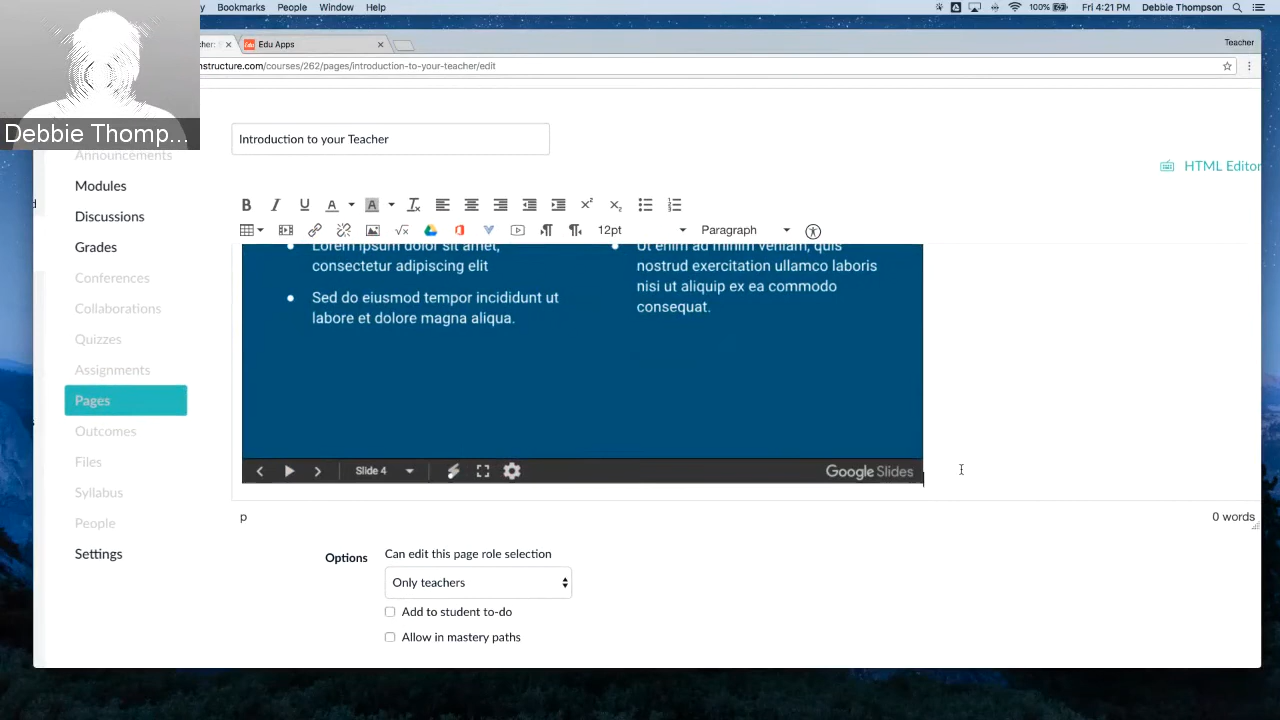 Bookmarks People Window Help
100% Fri 4:21 PM Debbie Thompson
Edu Apps
Teacher
nstructure.com/courses/262/pages/introduction-to-your-teacher/edit
Debbie Thomp...
Introduction to your Teacher
Announcements
HTML Editor
Modules
Discussions
Grades
Conferences
Collaborations
Quizzes
Assignments
Pages
Outcomes
Files
Syllabus
People
Settings
12pt Paragraph
Lorem ipsum dolor sit amet,
consectetur adipiscing elit
Sed do eiusmod tempor incididunt ut
labore et dolore magna aliqua.
Ut enim ad minim veniam, quis
nostrud exercitation ullamco laboris
nisi ut aliquip ex ea commodo
consequat.
Slide 4
Google Slides
p
0 words
Options
Can edit this page role selection
Only teachers
Add to student to-do
Allow in mastery paths